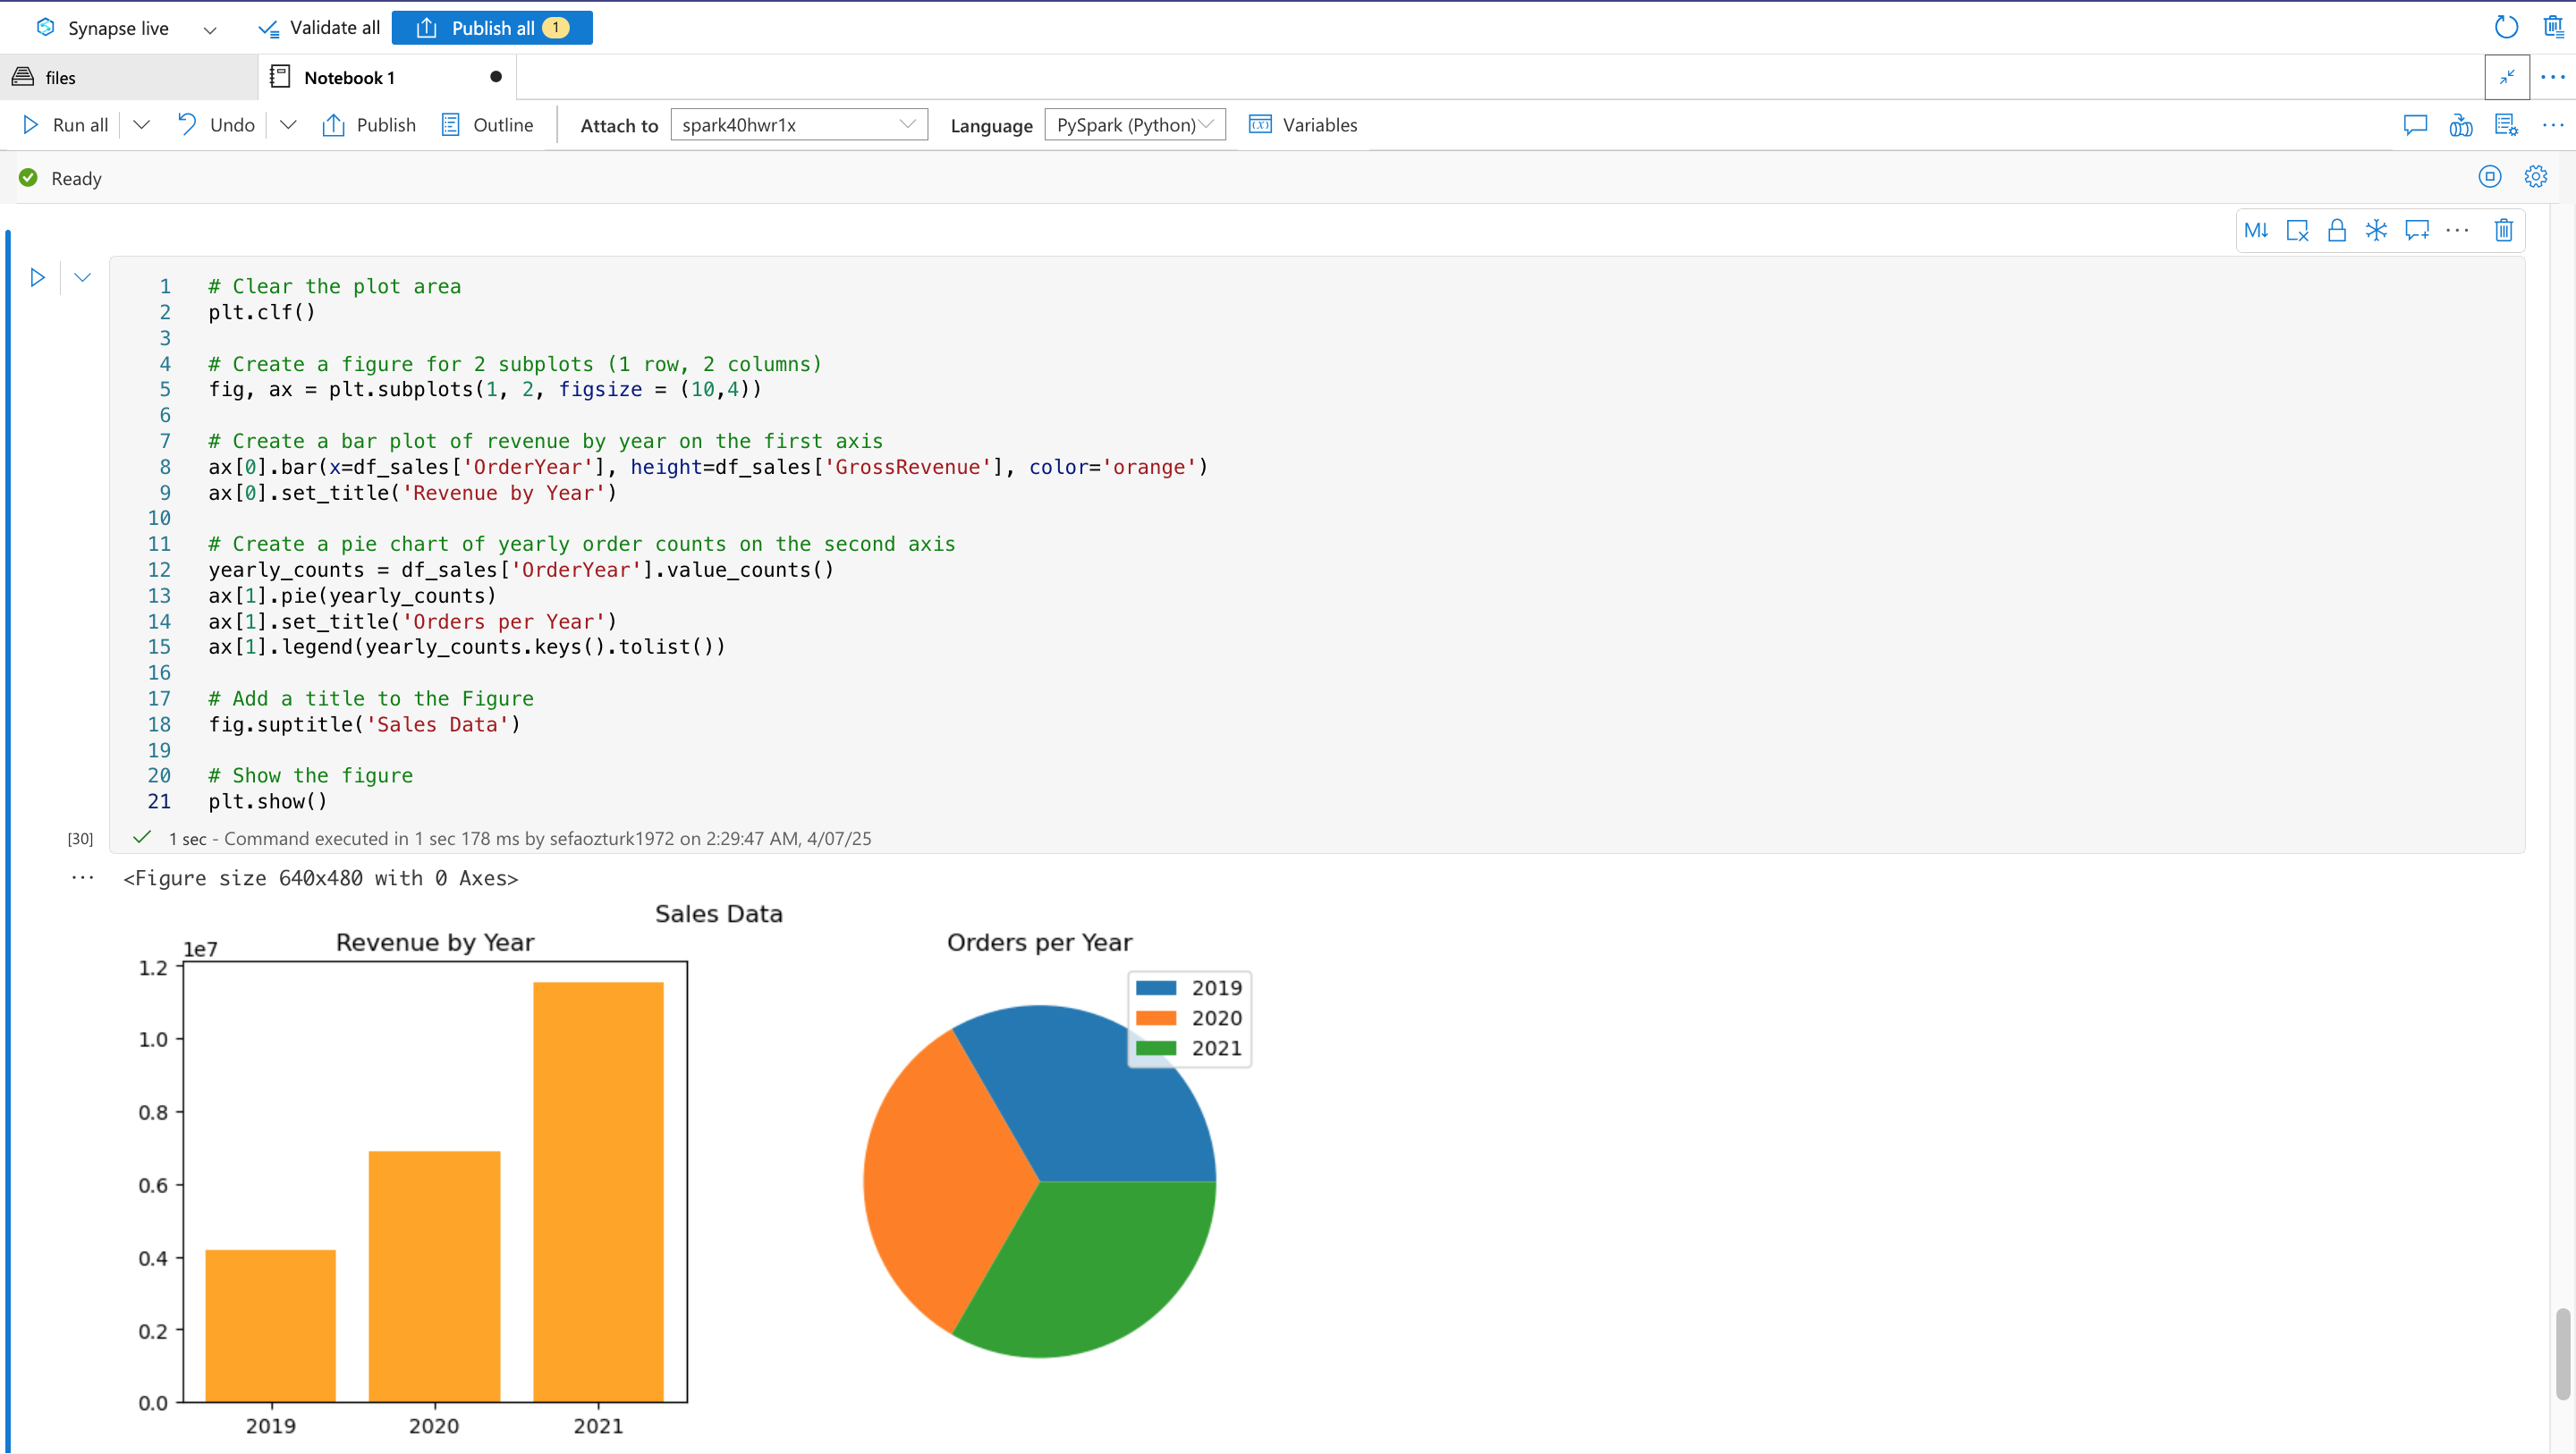 Synapse live Validate all Publish all 1
files Notebook 1
Run all Undo Publish Outline Attach to spark40hwr1x Language PySpark (Python) Variables
Ready
M↓
1 # Clear the plot area
2 plt.clf()
3
4 # Create a figure for 2 subplots (1 row, 2 columns)
5 fig, ax = plt.subplots(1, 2, figsize = (10,4))
6
7 # Create a bar plot of revenue by year on the first axis
8 ax[0].bar(x=df_sales['OrderYear'], height=df_sales['GrossRevenue'], color='orange')
9 ax[0].set_title('Revenue by Year')
10
11 # Create a pie chart of yearly order counts on the second axis
12 yearly_counts = df_sales['OrderYear'].value_counts()
13 ax[1].pie(yearly_counts)
14 ax[1].set_title('Orders per Year')
15 ax[1].legend(yearly_counts.keys().tolist())
16
17 # Add a title to the Figure
18 fig.suptitle('Sales Data')
19
20 # Show the figure
21 plt.show()
[30] 1 sec - Command executed in 1 sec 178 ms by sefaozturk1972 on 2:29:47 AM, 4/07/25
<Figure size 640x480 with 0 Axes>
Sales Data
Revenue by Year
1e7
1.2
1.0
0.8
0.6
0.4
0.2
0.0
2019 2020 2021
Orders per Year
2019
2020
2021